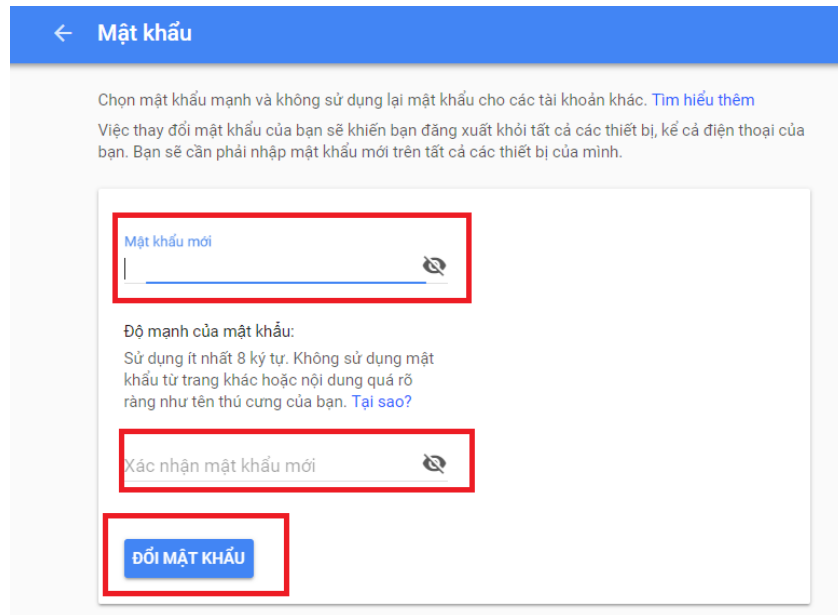 Mật khẩu
Chọn mật khẩu mạnh và không sử dụng lại mật khẩu cho các tài khoản khác. Tìm hiểu thêm
Việc thay đổi mật khẩu của bạn sẽ khiến bạn đăng xuất khỏi tất cả các thiết bị, kể cả điện thoại của
bạn. Bạn sẽ cần phải nhập mật khẩu mới trên tất cả các thiết bị của mình.
Mật khẩu mới
Độ mạnh của mật khẩu:
Sử dụng ít nhất 8 ký tự. Không sử dụng mật
khẩu từ trang khác hoặc nội dung quá rõ
ràng như tên thú cưng của bạn. Tại sao?
Xác nhận mật khẩu mới
ĐỔI MẬT KHẨU